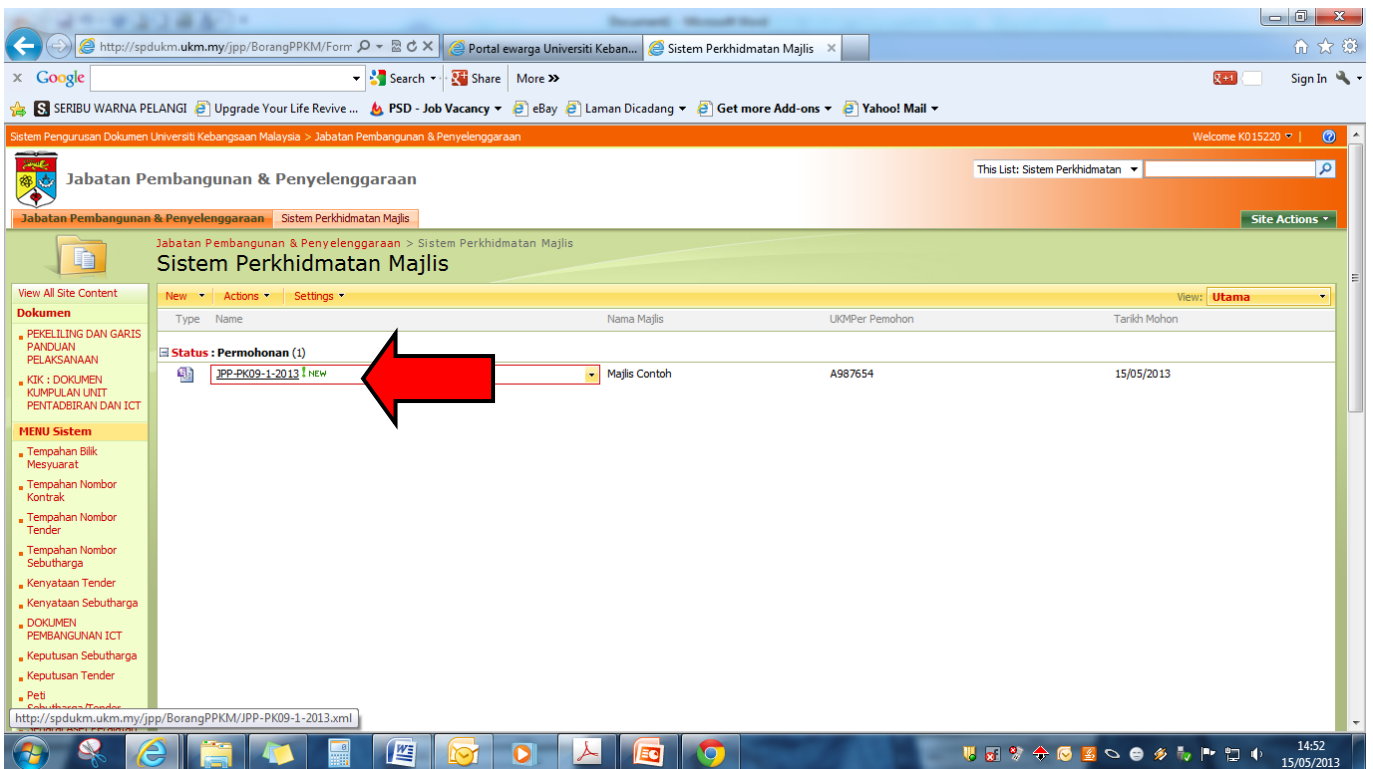 http://spdukm.ukm.my/jpp/BorangPPKM/Form
Portal ewarga Universiti Keban...
Sistem Perkhidmatan Majlis
x Google
Search
Share
More »
+1
Sign In
SERIBU WARNA PELANGI
Upgrade Your Life Revive ...
PSD - Job Vacancy
eBay
Laman Dicadang
Get more Add-ons
Yahoo! Mail
Sistem Pengurusan Dokumen Universiti Kebangsaan Malaysia > Jabatan Pembangunan & Penyelenggaraan
Welcome K015220
Jabatan Pembangunan & Penyelenggaraan
This List: Sistem Perkhidmatan
Jabatan Pembangunan & Penyelenggaraan
Sistem Perkhidmatan Majlis
Site Actions
Jabatan Pembangunan & Penyelenggaraan > Sistem Perkhidmatan Majlis
Sistem Perkhidmatan Majlis
View All Site Content
Dokumen
PEKELILING DAN GARIS
PANDUAN
PELAKSANAAN
KIK : DOKUMEN
KUMPULAN UNIT
PENTADBIRAN DAN ICT
MENU Sistem
Tempahan Bilik
Mesyuarat
Tempahan Nombor
Kontrak
Tempahan Nombor
Tender
Tempahan Nombor
Sebutharga
Kenyataan Tender
Kenyataan Sebutharga
DOKUMEN
PEMBANGUNAN ICT
Keputusan Sebutharga
Keputusan Tender
Peti
New Actions Settings
View: Utama
Type Name Nama Majlis UKMPer Pemohon Tarikh Mohon
Status : Permohonan (1)
JPP-PK09-1-2013 ! NEW Majlis Contoh A987654 15/05/2013
http://spdukm.ukm.my/jpp/BorangPPKM/JPP-PK09-1-2013.xml
14:52
15/05/2013